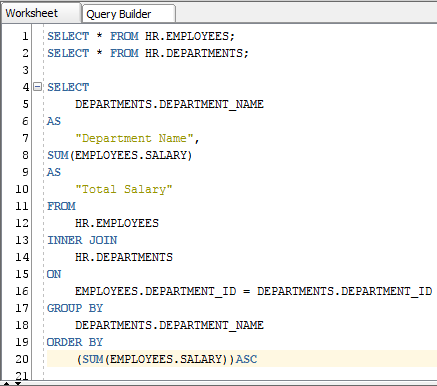 Worksheet Query Builder
1 SELECT * FROM HR.EMPLOYEES;
2 SELECT * FROM HR.DEPARTMENTS;
3
4 SELECT
5 DEPARTMENTS.DEPARTMENT_NAME
6 AS
7 "Department Name",
8 SUM(EMPLOYEES.SALARY)
9 AS
10 "Total Salary"
11 FROM
12 HR.EMPLOYEES
13 INNER JOIN
14 HR.DEPARTMENTS
15 ON
16 EMPLOYEES.DEPARTMENT_ID = DEPARTMENTS.DEPARTMENT_ID
17 GROUP BY
18 DEPARTMENTS.DEPARTMENT_NAME
19 ORDER BY
20 (SUM(EMPLOYEES.SALARY))ASC